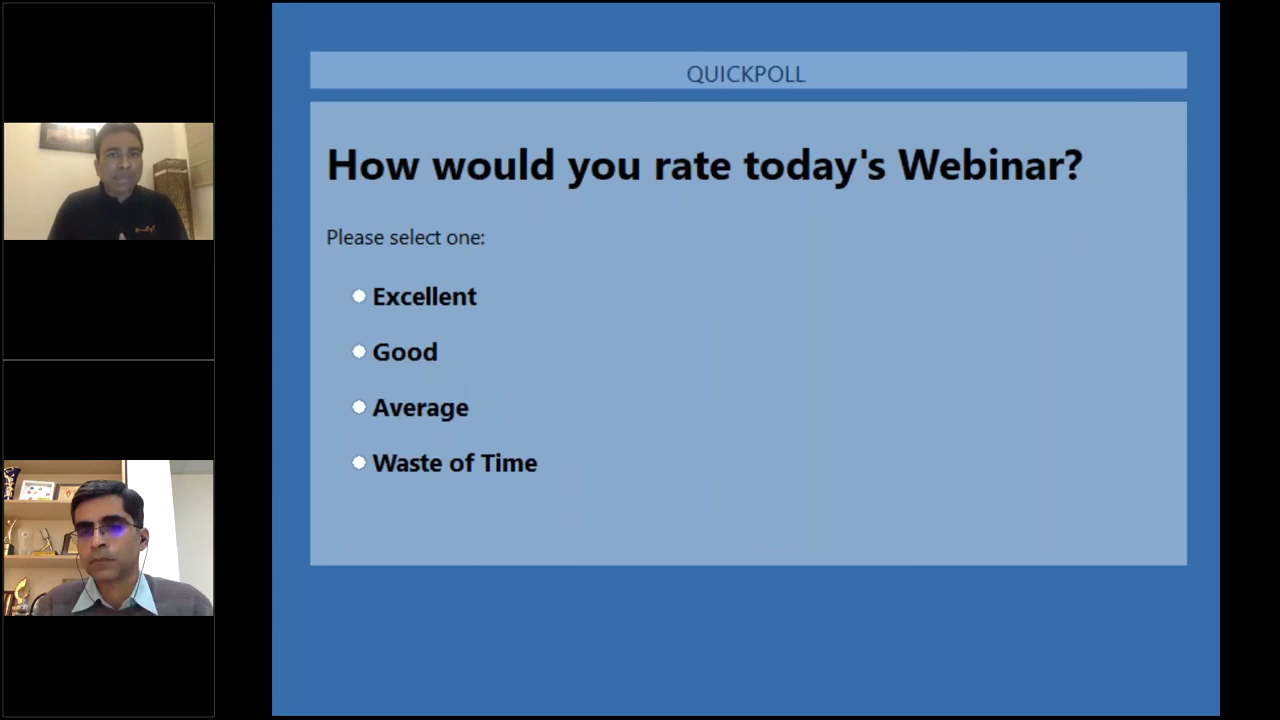 QUICKPOLL
How would you rate today's Webinar?
Please select one:
Excellent
Good
Average
Waste of Time